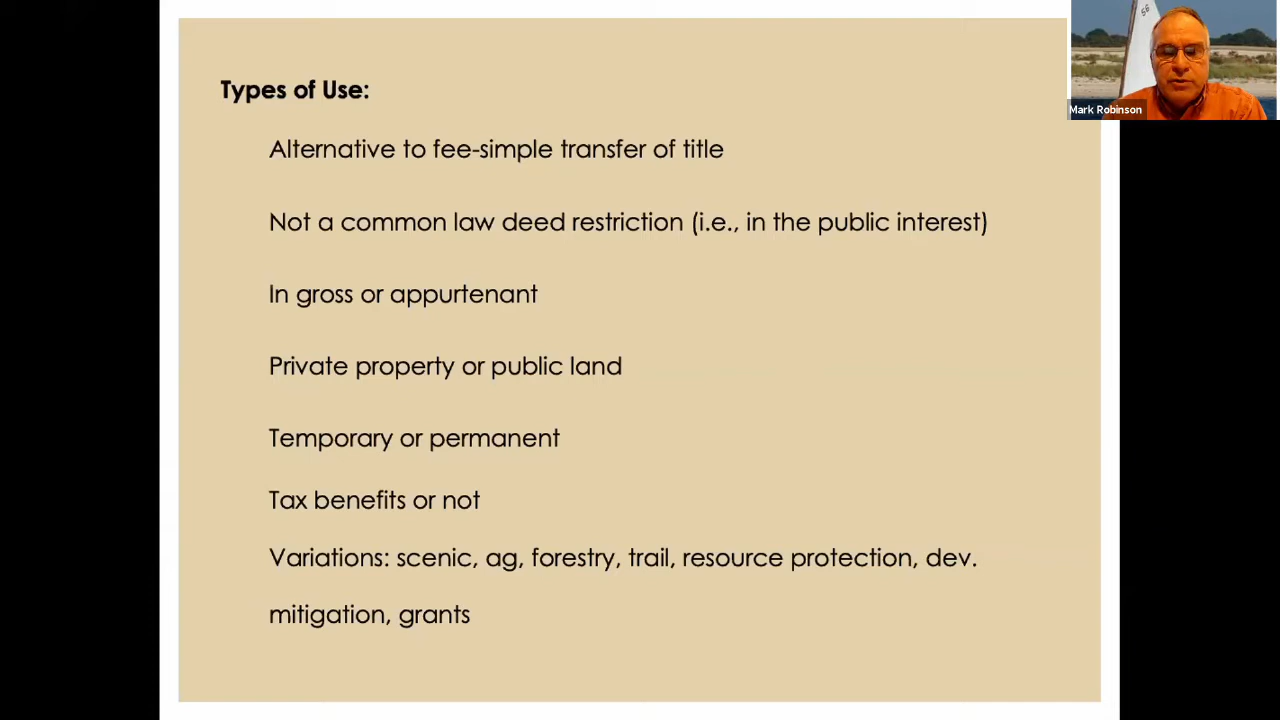 Types of Use:
Alternative to fee-simple transfer of title
Not a common law deed restriction (i.e., in the public interest)
In gross or appurtenant
Private property or public land
Temporary or permanent
Tax benefits or not
Variations: scenic, ag, forestry, trail, resource protection, dev.
mitigation, grants
56
Mark Robinson